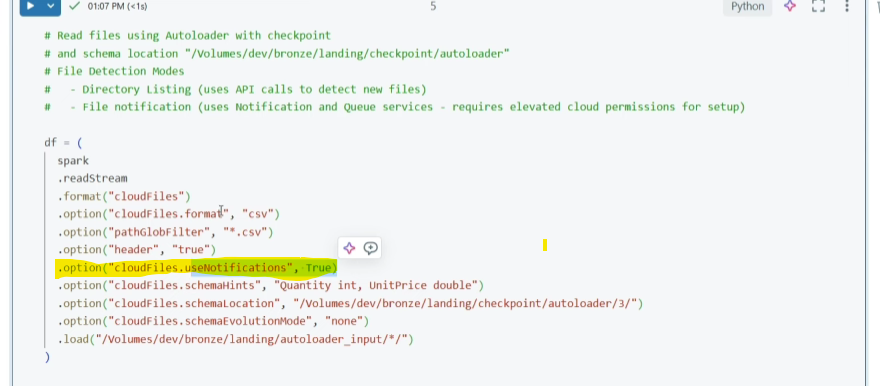 01:07 PM (<1s)
5
Python
# Read files using Autoloader with checkpoint
# and schema location "/Volumes/dev/bronze/landing/checkpoint/autoloader"
# File Detection Modes
#   - Directory Listing (uses API calls to detect new files)
#   - File notification (uses Notification and Queue services - requires elevated cloud permissions for setup)
df = (
  spark
  .readStream
  .format("cloudFiles")
  .option("cloudFiles.format", "csv")
  .option("pathGlobFilter", "*.csv")
  .option("header", "true")
  .option("cloudFiles.useNotifications", True)
  .option("cloudFiles.schemaHints", "Quantity int, UnitPrice double")
  .option("cloudFiles.schemaLocation", "/Volumes/dev/bronze/landing/checkpoint/autoloader/3/")
  .option("cloudFiles.schemaEvolutionMode", "none")
  .load("/Volumes/dev/bronze/landing/autoloader_input/*/")
)